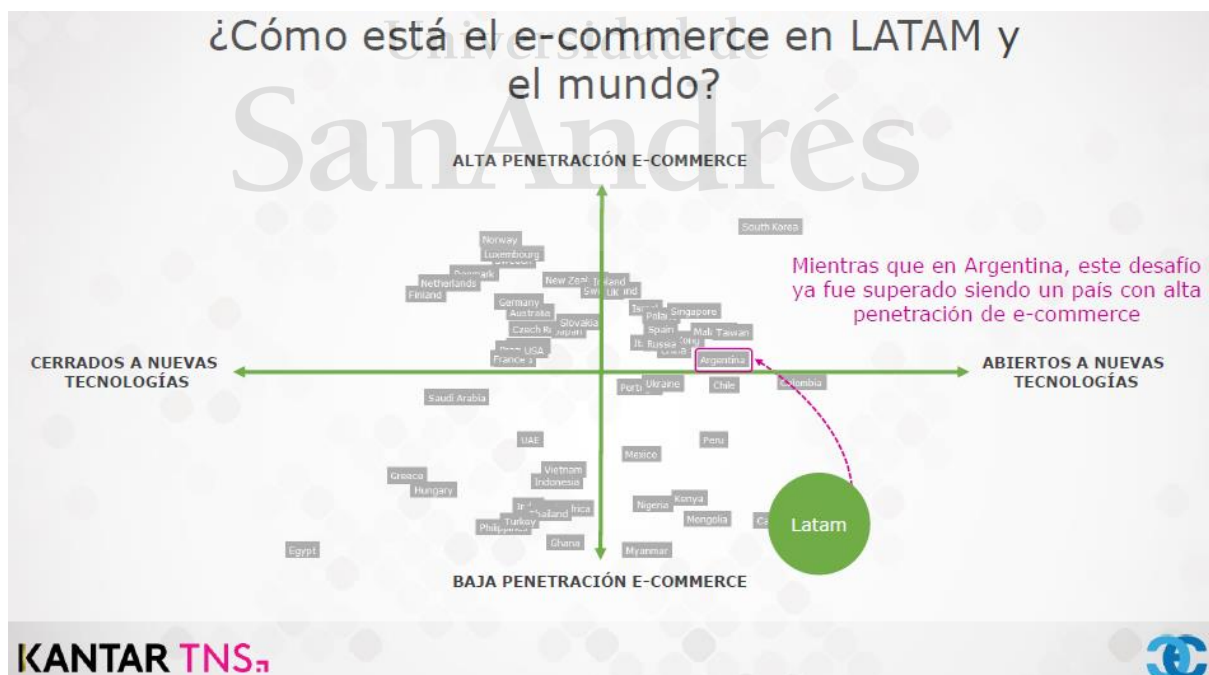 Universidad de
SanAndrés
¿Cómo está el e-commerce en LATAM y
el mundo?
ALTA PENETRACIÓN E-COMMERCE
South Korea
Norway
Luxembourg
Netherlands
Finland
New
UK
Mientras que en Argentina, este desafío
ya fue superado siendo un país con alta
penetración de e-commerce
Germany
Australia
Slovakia
Czech
USA
France
Singapore
Spain
Taiwan
Russia
Argentina
CERRADOS A NUEVAS
TECNOLOGÍAS
ABIERTOS A NUEVAS
TECNOLOGÍAS
Ukraine
Chile
Colombia
Saudi Arabia
UAE
Peru
Mexico
Vietnam
Indonesia
Greece
Hungary
Kenya
Nigeria
Mongolia
Turkey
Ghana
Myanmar
Egypt
Latam
BAJA PENETRACIÓN E-COMMERCE
KANTAR TNS